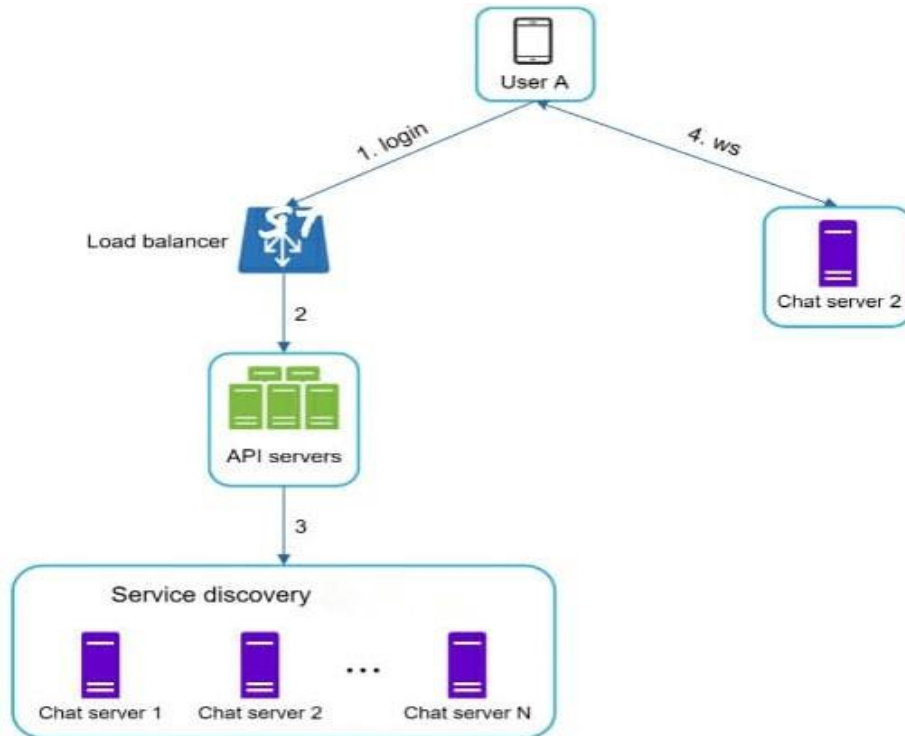 User A
1. login
4. ws
S7
Load balancer
Chat server 2
2
API servers
3
Service discovery
Chat server 1
Chat server 2
...
Chat server N